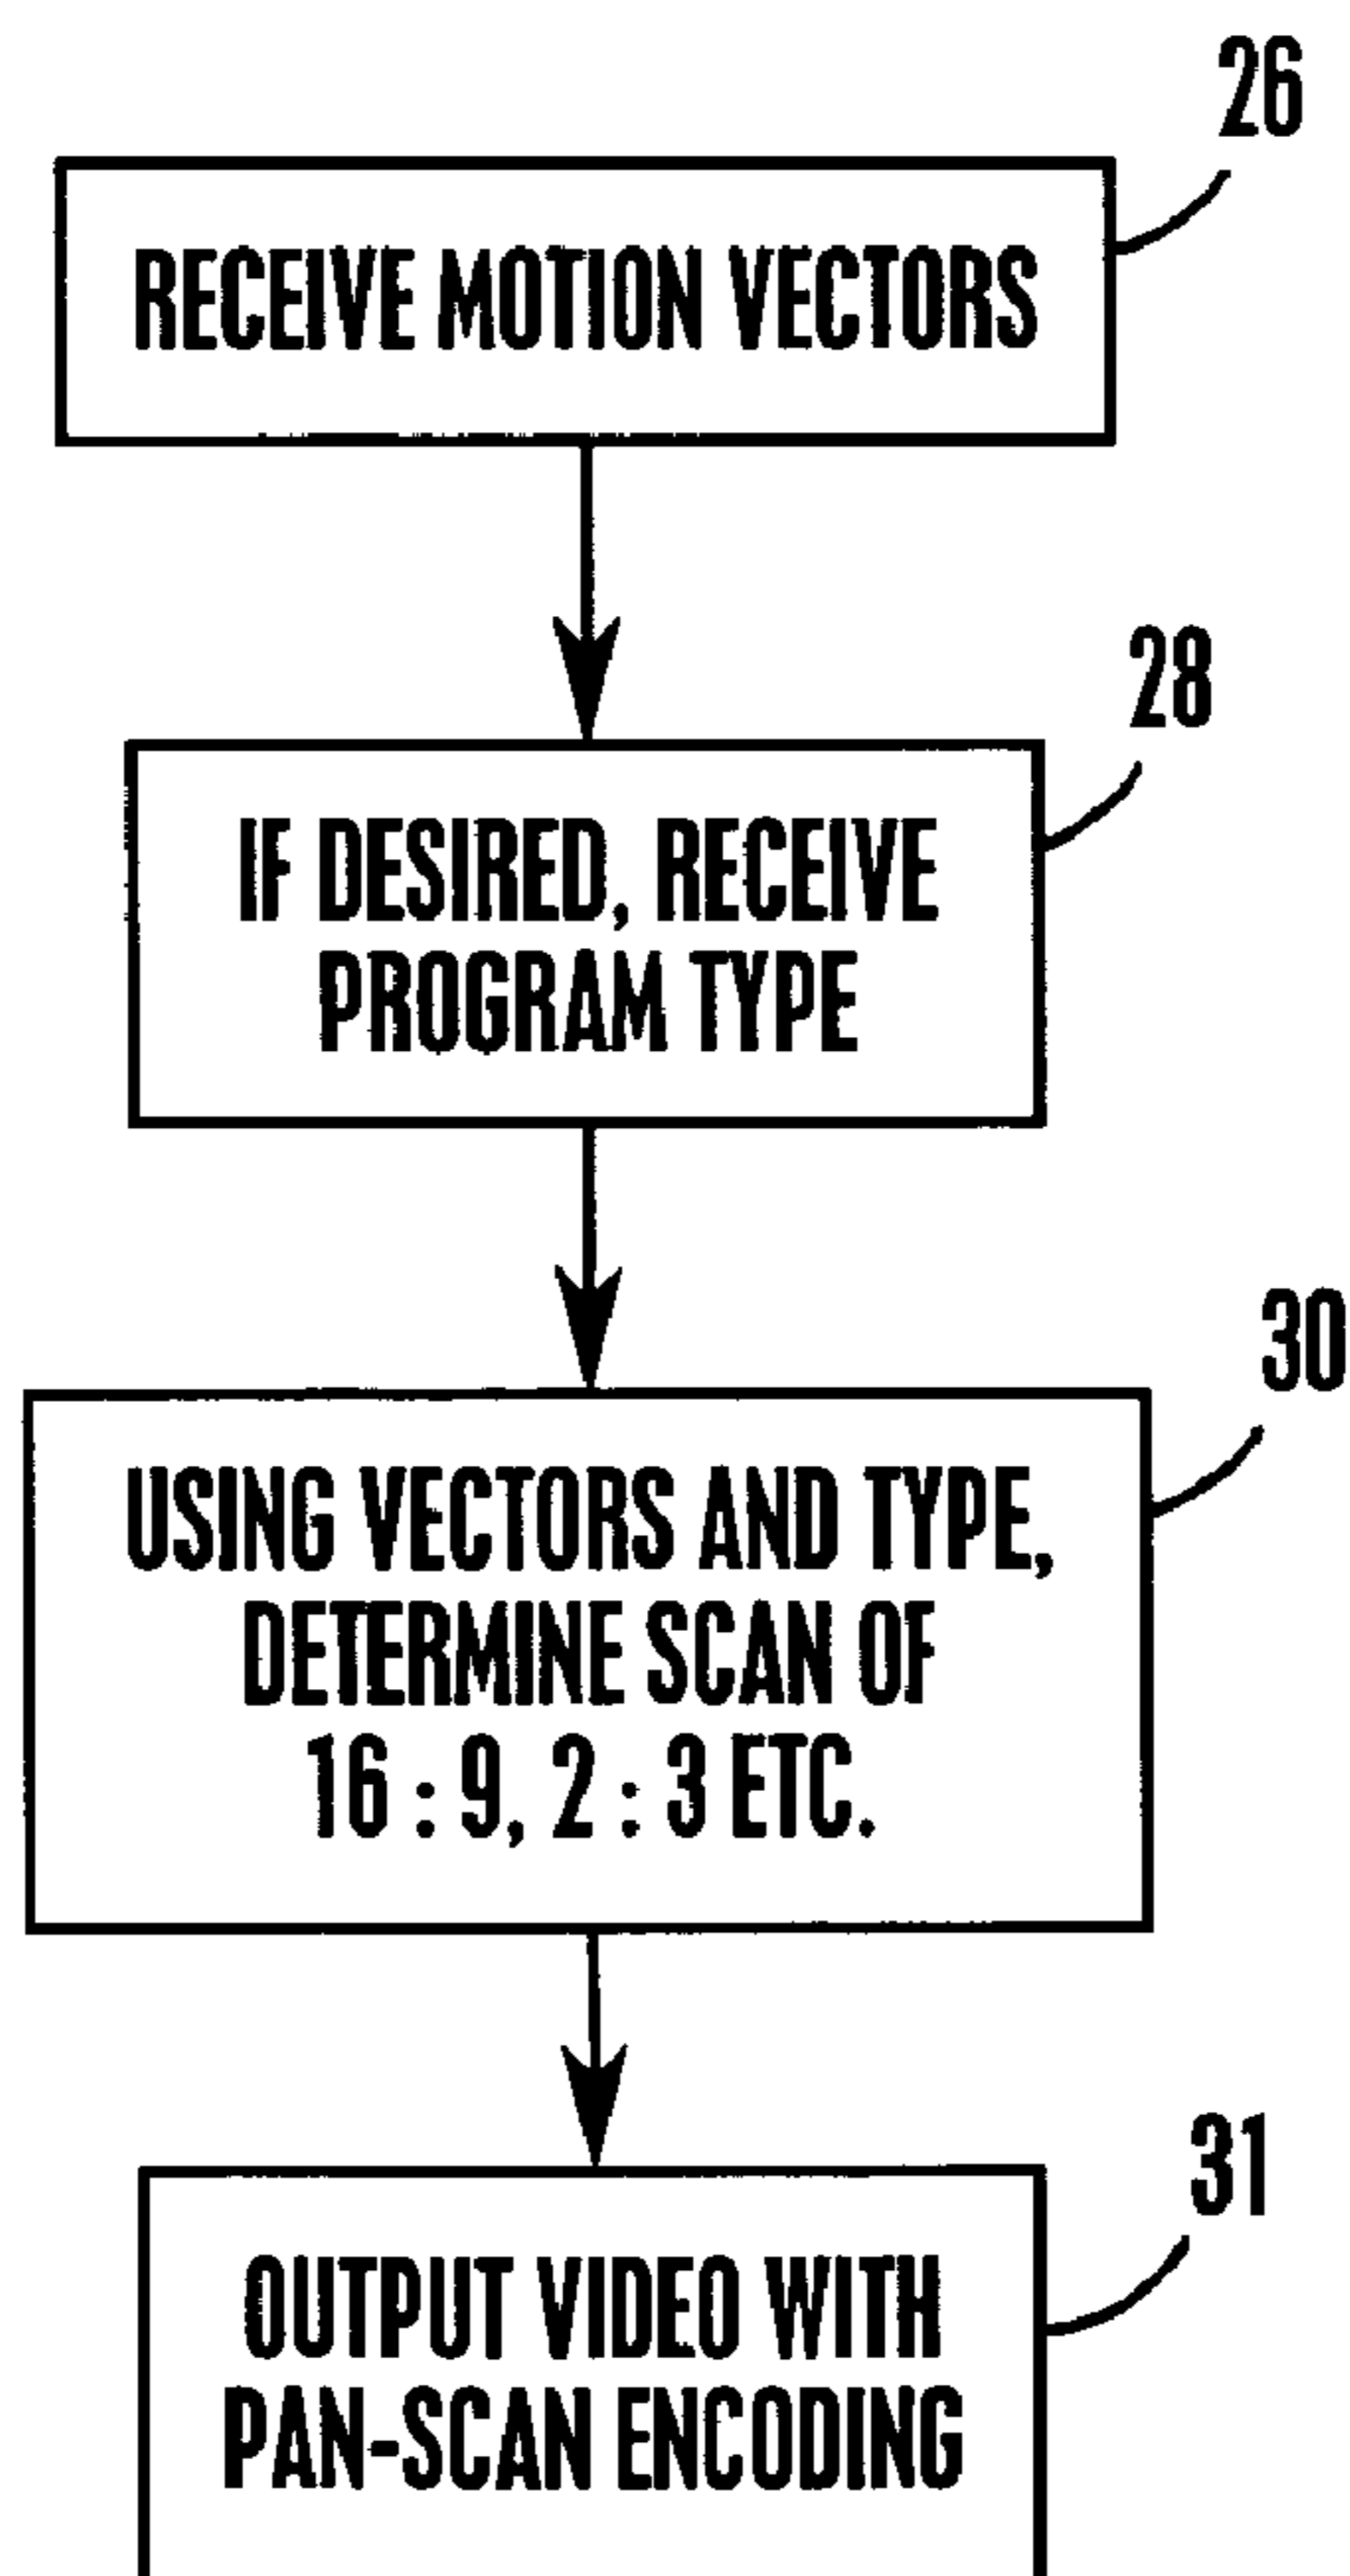 26
RECEIVE MOTION VECTORS
28
IF DESIRED, RECEIVE
PROGRAM TYPE
30
USING VECTORS AND TYPE,
DETERMINE SCAN OF
16 : 9, 2 : 3 ETC.
31
OUTPUT VIDEO WITH
PAN-SCAN ENCODING